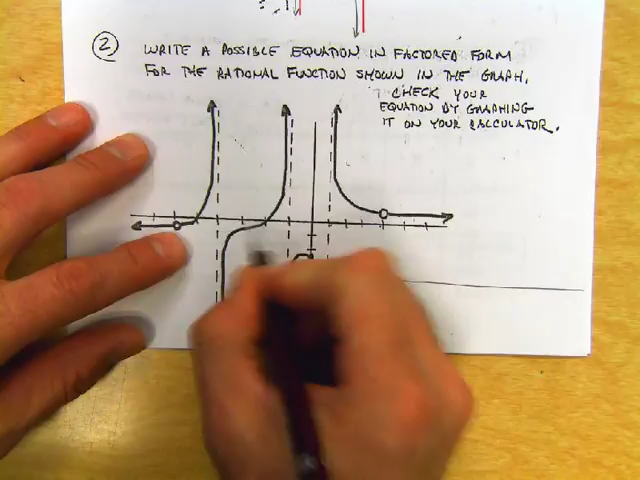 ② WRITE A POSSIBLE EQUATION IN FACTORED FORM
FOR THE RATIONAL FUNCTION SHOWN IN THE GRAPH.
CHECK YOUR
EQUATION BY GRAPHING
IT ON YOUR CALCULATOR.